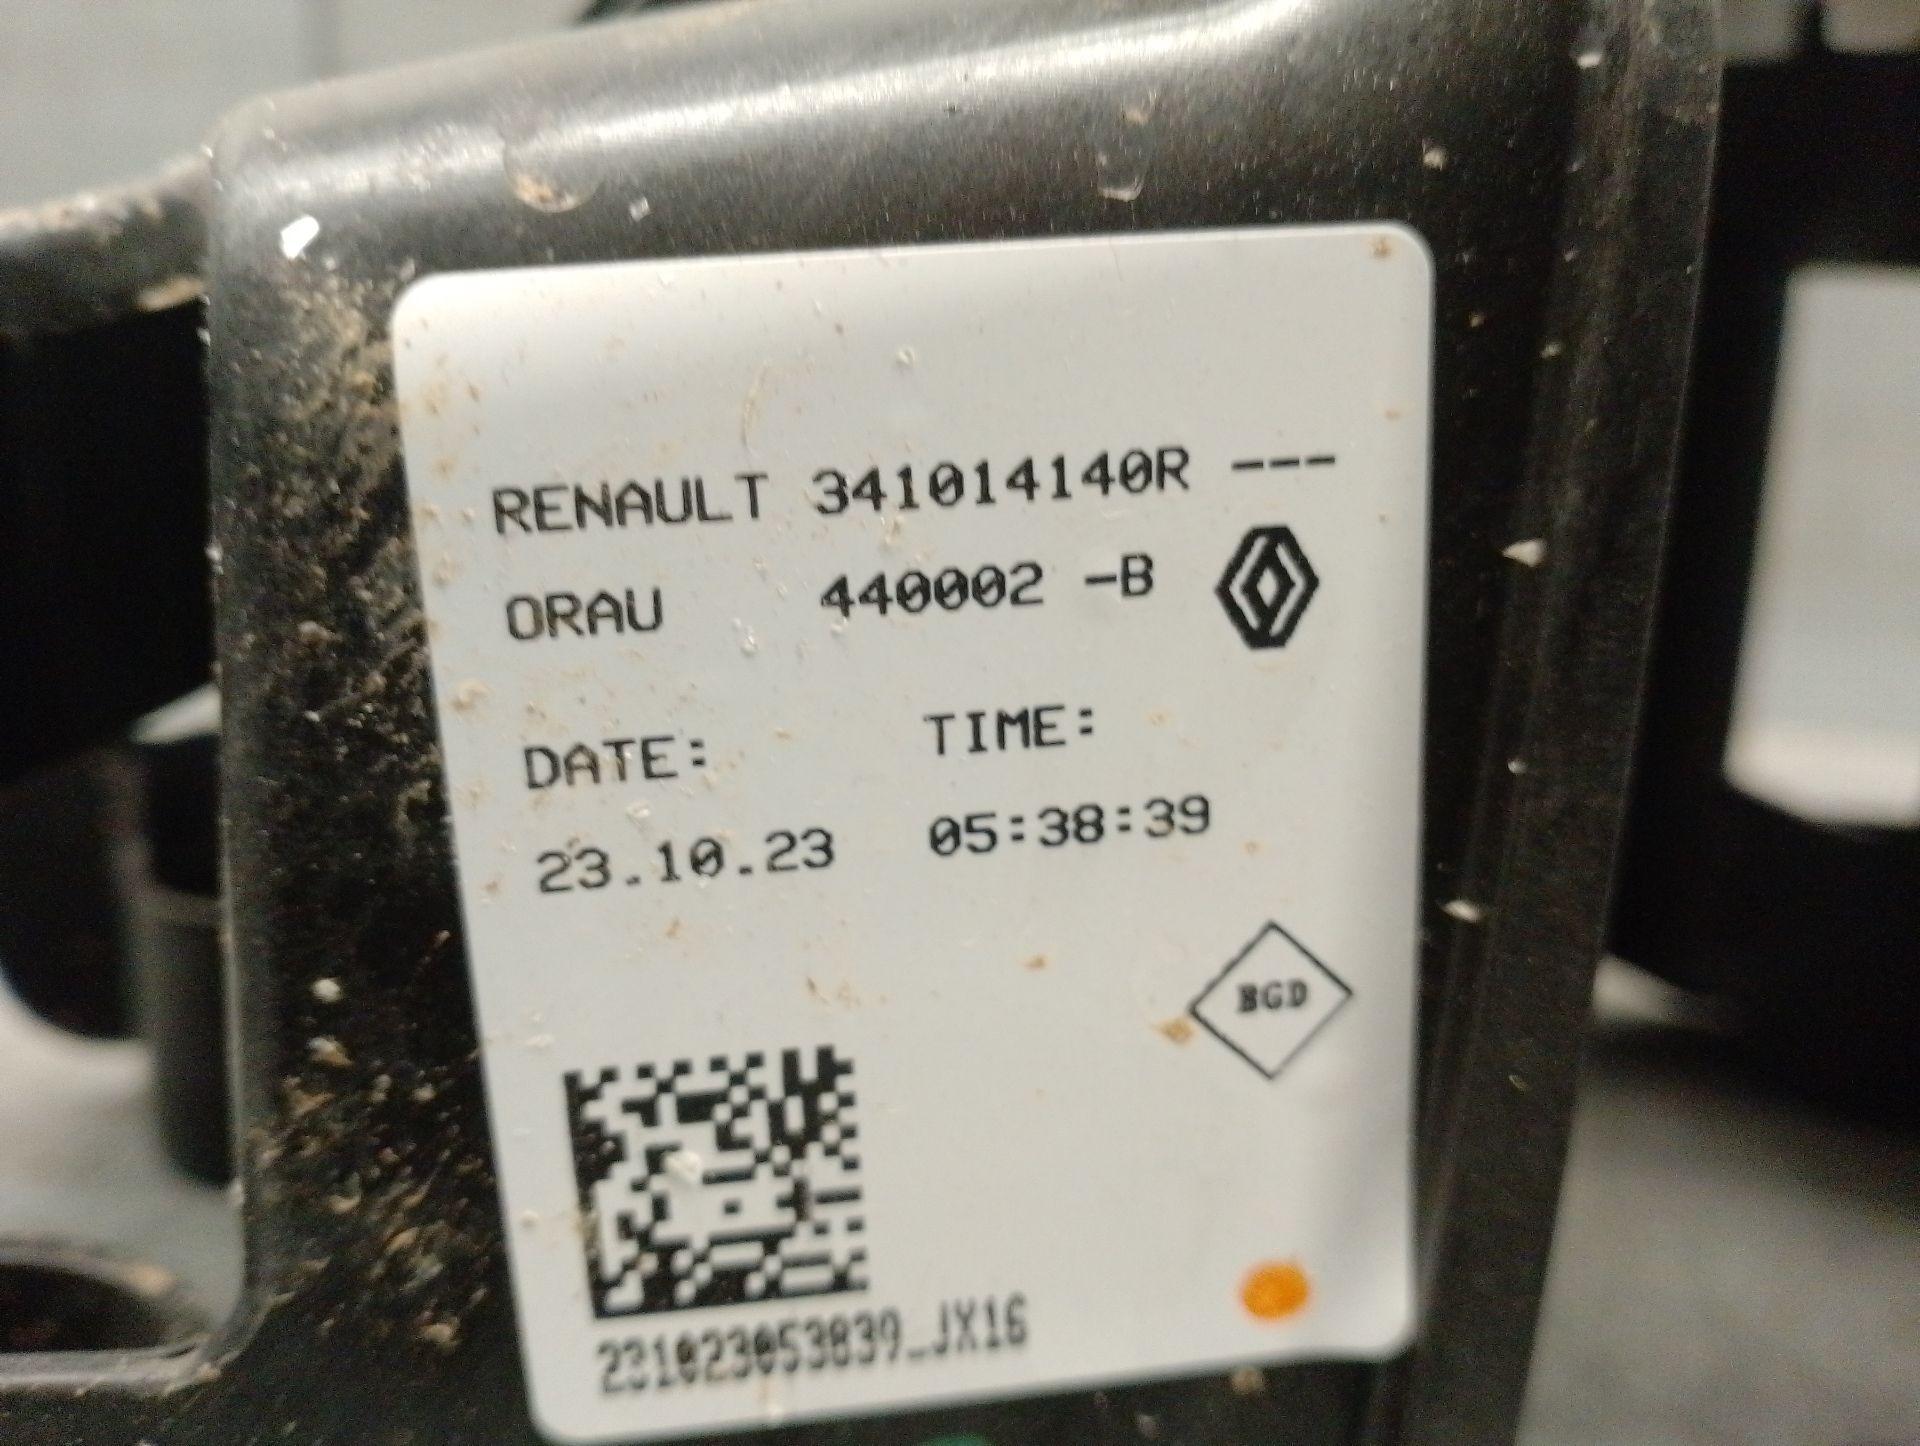 RENAULT 341014140R ---
ORAU 440002 -B
DATE: TIME:
23.10.23 05:38:39
BGD
231023053839_JX16